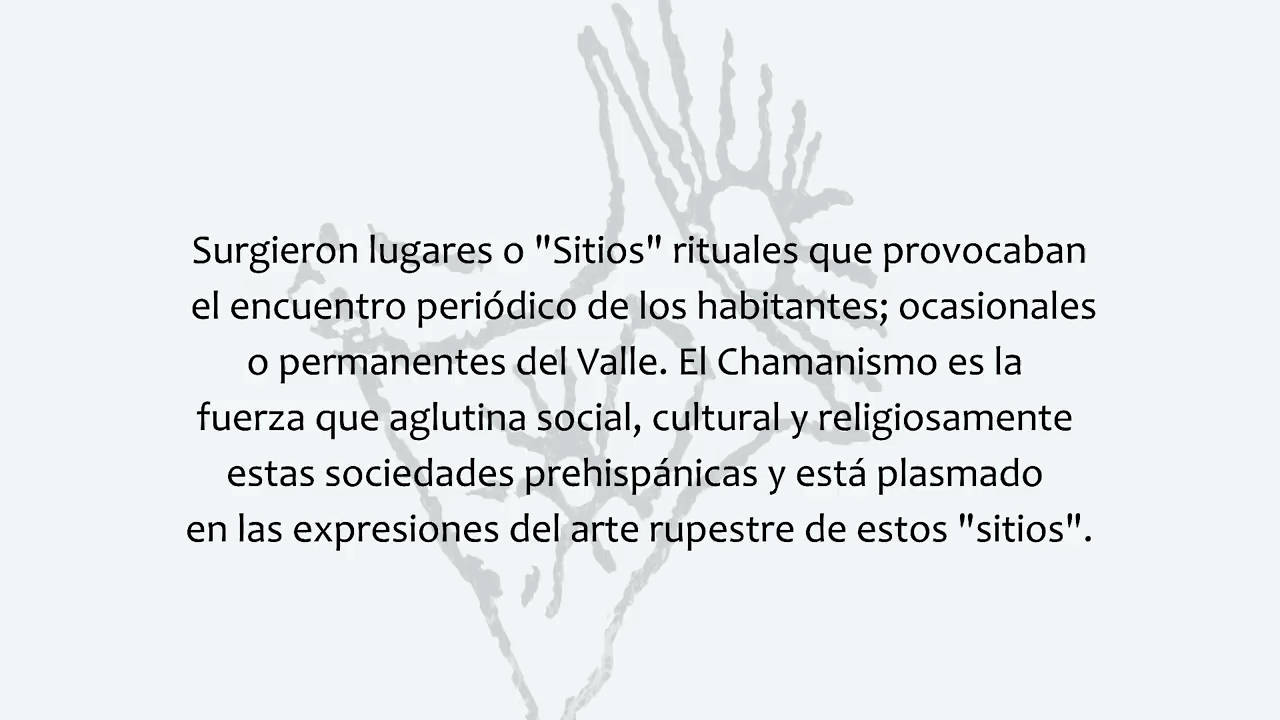 Surgieron lugares o "Sitios" rituales que provocaban
el encuentro periódico de los habitantes; ocasionales
o permanentes del Valle. El Chamanismo es la
fuerza que aglutina social, cultural y religiosamente
estas sociedades prehispánicas y está plasmado
en las expresiones del arte rupestre de estos "sitios".